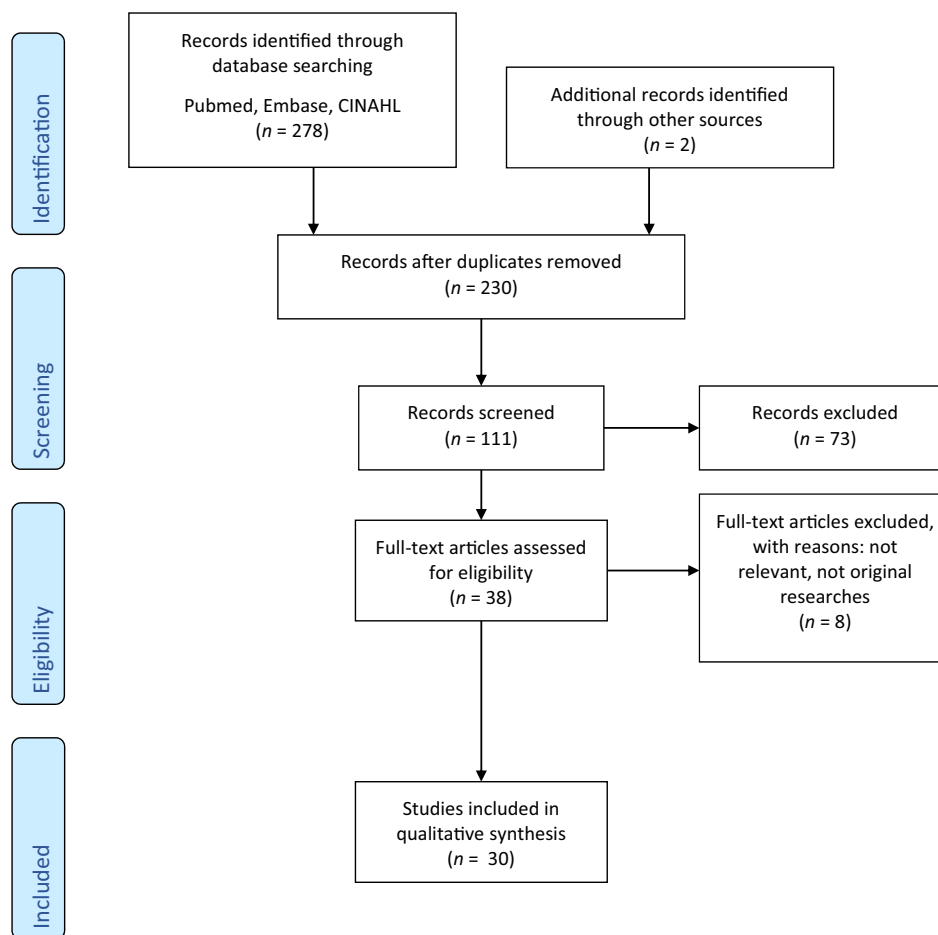 Identification
Records identified through
database searching
Pubmed, Embase, CINAHL
(n = 278)
Additional records identified
through other sources
(n = 2)
Records after duplicates removed
(n = 230)
Screening
Records screened
(n = 111)
Records excluded
(n = 73)
Eligibility
Full-text articles assessed
for eligibility
(n = 38)
Full-text articles excluded,
with reasons: not
relevant, not original
researches
(n = 8)
Included
Studies included in
qualitative synthesis
(n = 30)